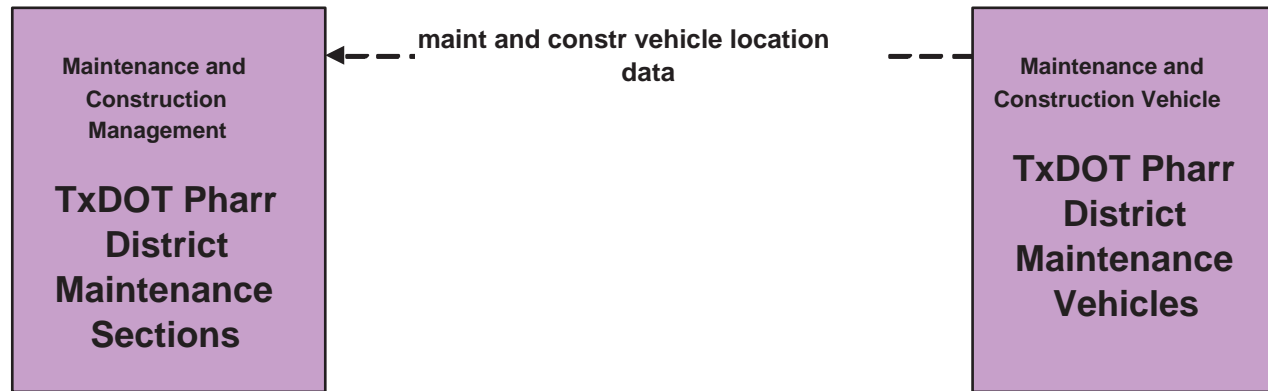 Maintenance and
Construction
Management
TxDOT Pharr
District
Maintenance
Sections
maint and constr vehicle location
data
Maintenance and
Construction Vehicle
TxDOT Pharr
District
Maintenance
Vehicles